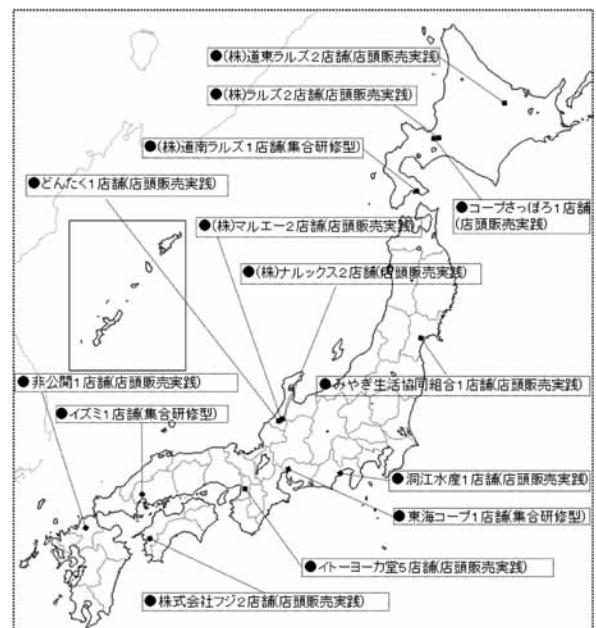 ●(株)道東ラルズ2店舗(店頭販売実践)
●(株)ラルズ2店舗(店頭販売実践)
●(株)道南ラルズ1店舗(集合研修型)
●どんたく1店舗(店頭販売実践)
●コープさっぽろ1店舗
(店頭販売実践)
●(株)マルエー2店舗(店頭販売実践)
●(株)ナルックス2店舗(店頭販売実践)
●非公開1店舗(店頭販売実践)
●みやぎ生活協同組合1店舗(店頭販売実践)
●イズミ1店舗(集合研修型)
●洞江水産1店舗(店頭販売実践)
●東海コープ1店舗(集合研修型)
●イトーヨーカ堂5店舗(店頭販売実践)
●株式会社フジ2店舗(店頭販売実践)